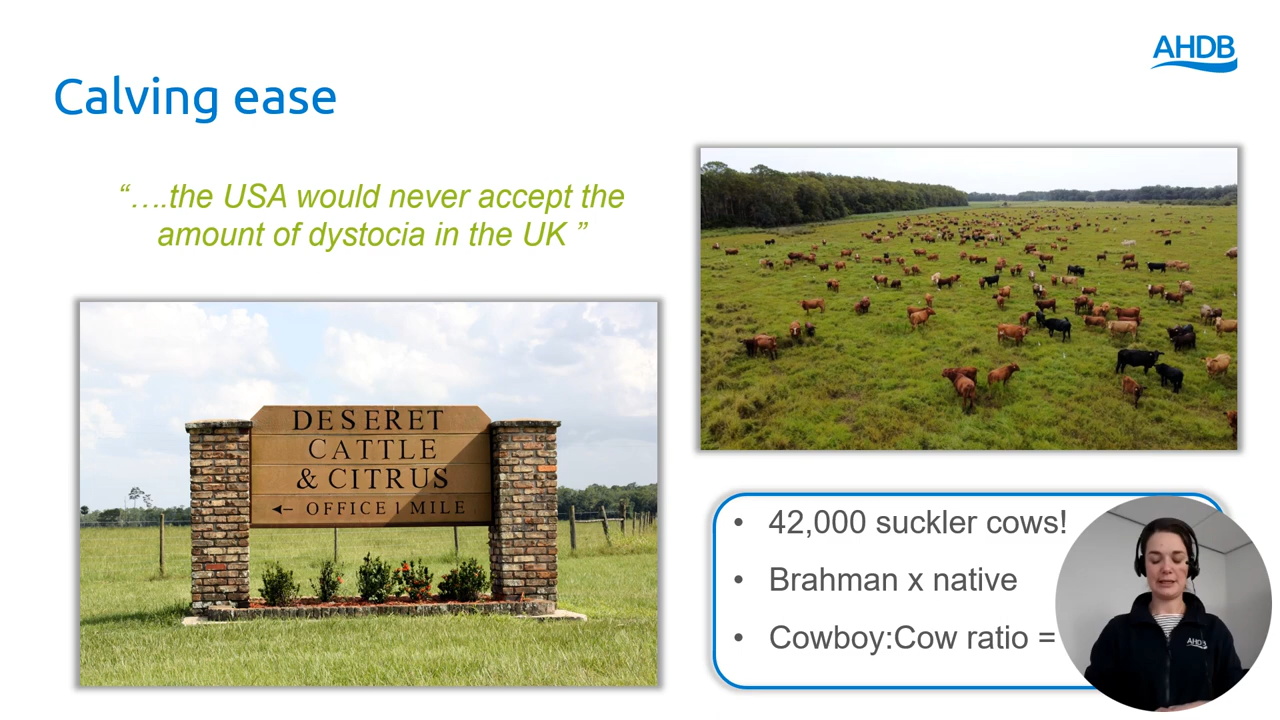 AHDB
Calving ease
“….the USA would never accept the
amount of dystocia in the UK ”
DESERET
CATTLE
& CITRUS
← OFFICE 1 MILE
• 42,000 suckler cows!
• Brahman x native
• Cowboy:Cow ratio =
AHDB